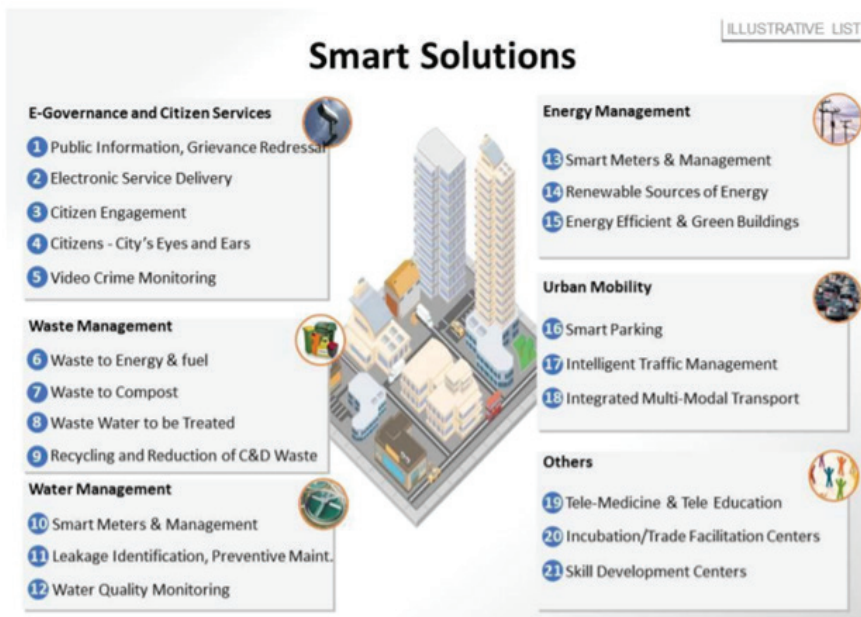 ILLUSTRATIVE LIST
Smart Solutions
E-Governance and Citizen Services
1 Public Information, Grievance Redressal
2 Electronic Service Delivery
3 Citizen Engagement
4 Citizens - City's Eyes and Ears
5 Video Crime Monitoring
Waste Management
6 Waste to Energy & fuel
7 Waste to Compost
8 Waste Water to be Treated
9 Recycling and Reduction of C&D Waste
Water Management
10 Smart Meters & Management
11 Leakage Identification, Preventive Maint.
12 Water Quality Monitoring
Energy Management
13 Smart Meters & Management
14 Renewable Sources of Energy
15 Energy Efficient & Green Buildings
Urban Mobility
16 Smart Parking
17 Intelligent Traffic Management
18 Integrated Multi-Modal Transport
Others
19 Tele-Medicine & Tele Education
20 Incubation/Trade Facilitation Centers
21 Skill Development Centers